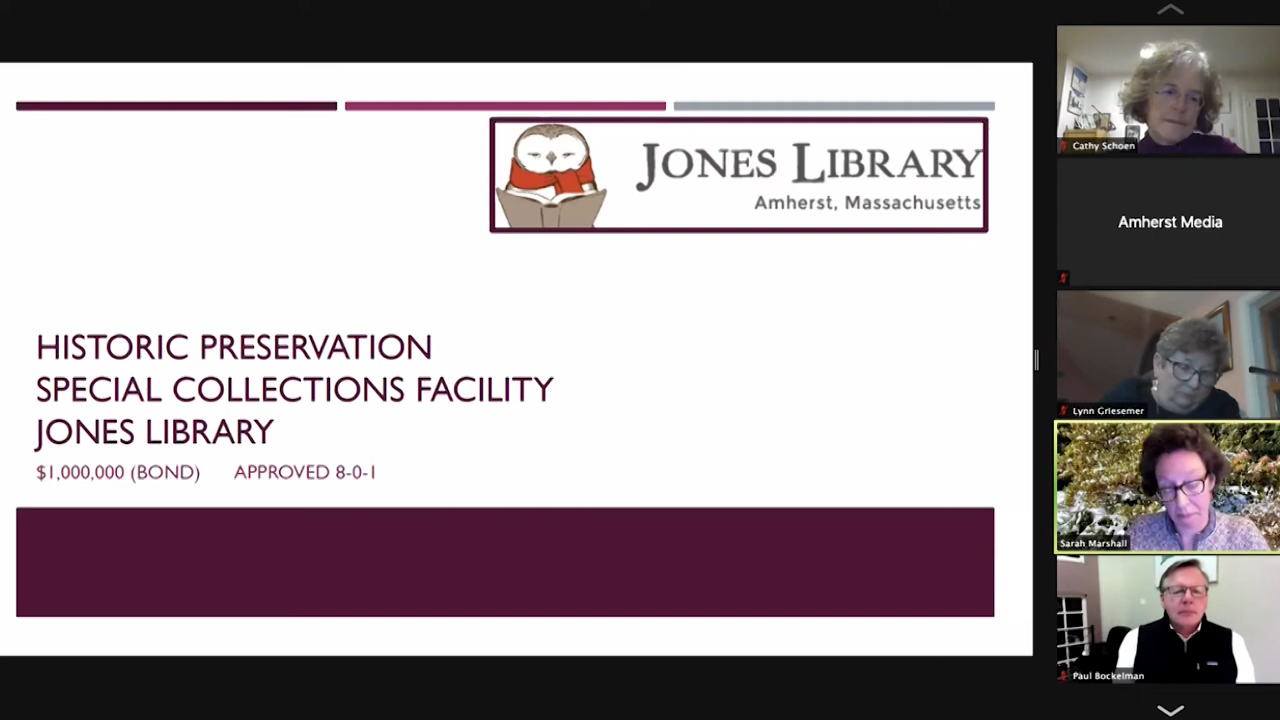 JONES LIBRARY
Amherst, Massachusetts
HISTORIC PRESERVATION
SPECIAL COLLECTIONS FACILITY
JONES LIBRARY
$1,000,000 (BOND) APPROVED 8-0-1
Cathy Schoen
Amherst Media
Lynn Griesemer
Sarah Marshall
Paul Bockelman